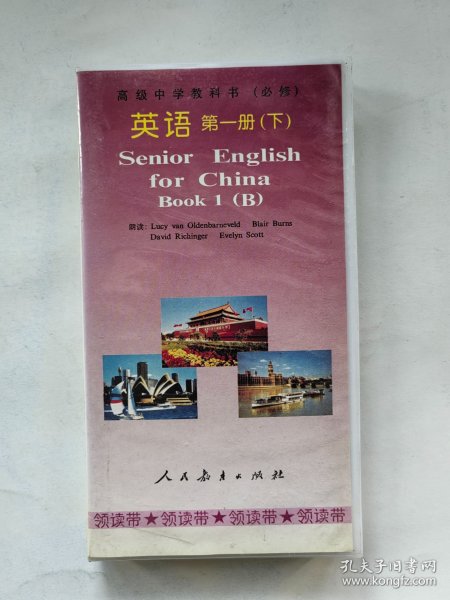 高级中学教科书（必修）
英语 第一册（下）
Senior English
for China
Book 1 (B)
朗读：Lucy van Oldenbarneveld Blair Burns
David Richinger Evelyn Scott
人民教育出版社
领读带★领读带★领读带★领读带
孔夫子旧书网
www.kongfz.com